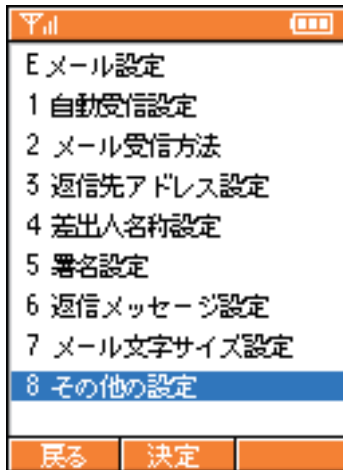 Eメール設定
1 自動受信設定
2 メール受信方法
3 返信先アドレス設定
4 差出人名称設定
5 署名設定
6 返信メッセージ設定
7 メール文字サイズ設定
8 その他の設定
戻る 決定